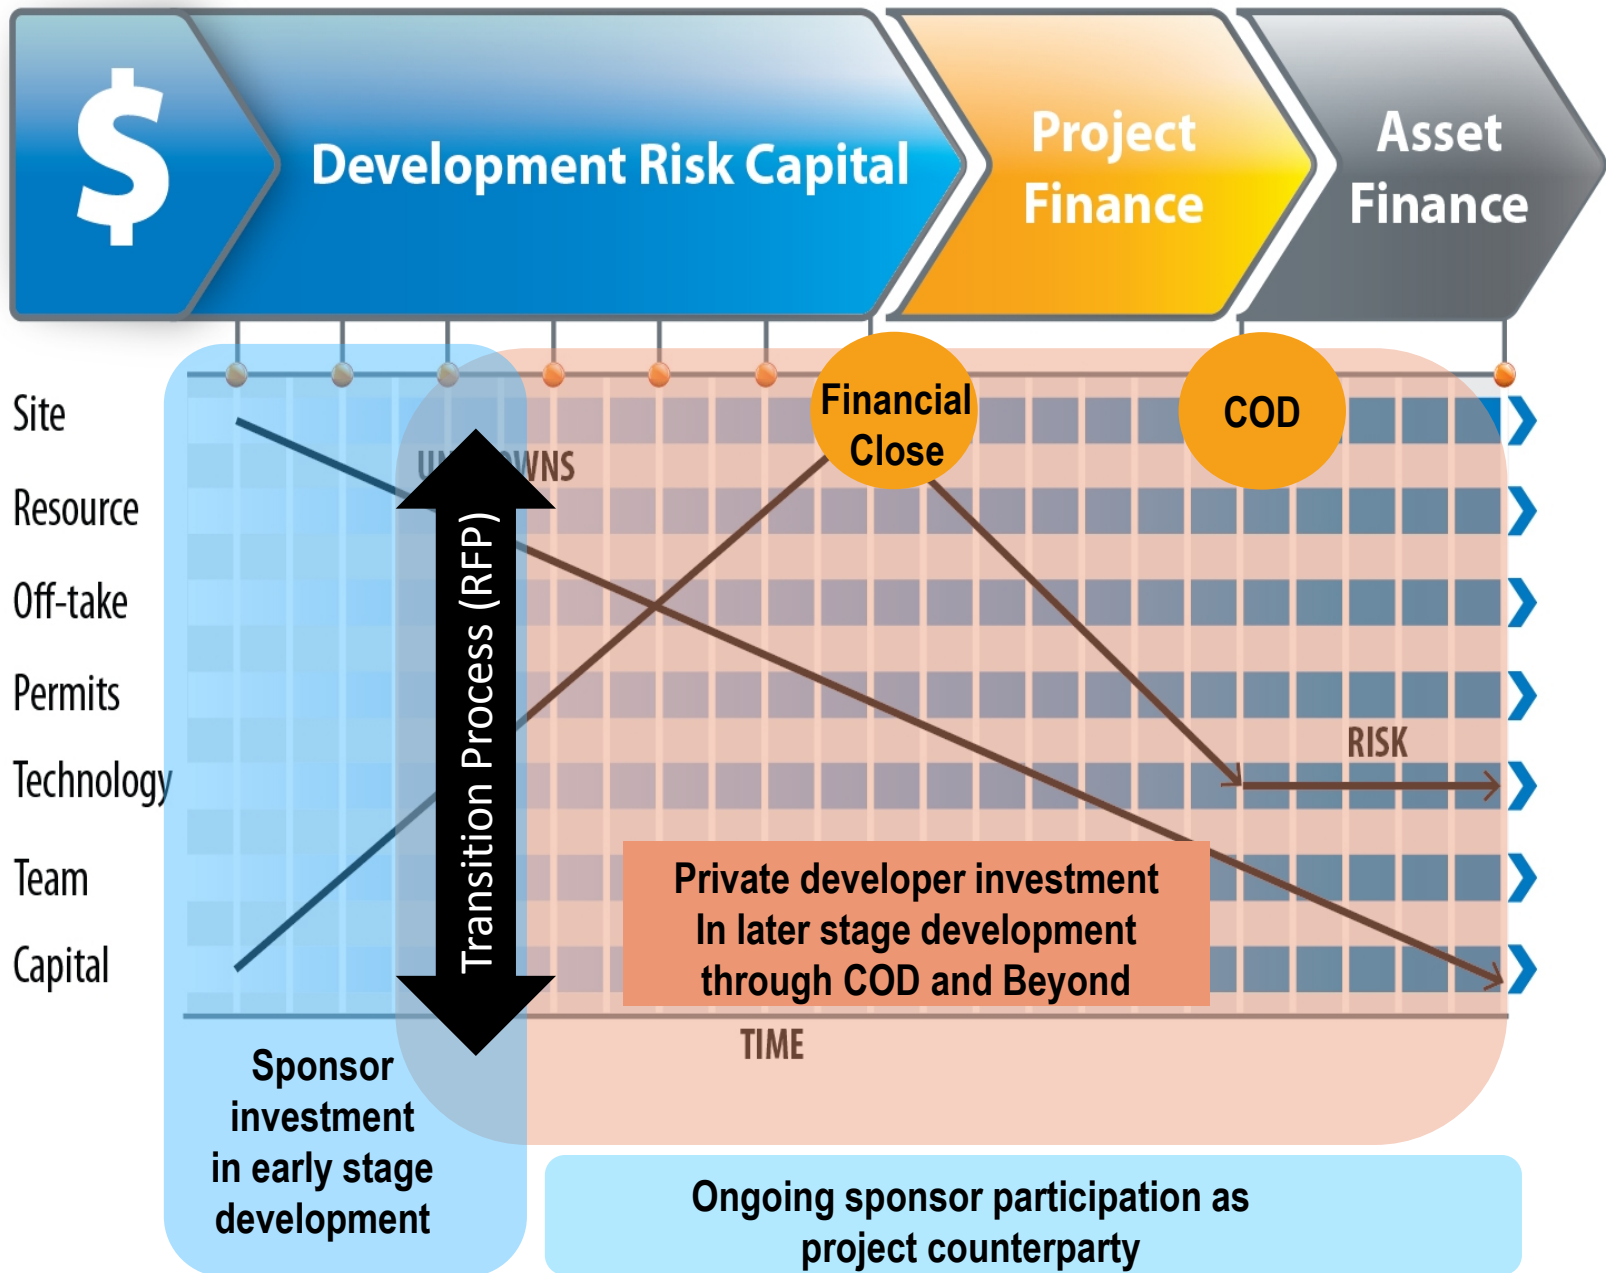 $
Development Risk Capital
Project
Finance
Asset
Finance
Site
Resource
Off-take
Permits
Technology
Team
Capital
Financial
Close
COD
Transition Process (RFP)
RISK
Private developer investment
In later stage development
through COD and Beyond
TIME
Sponsor
investment
in early stage
development
Ongoing sponsor participation as
project counterparty